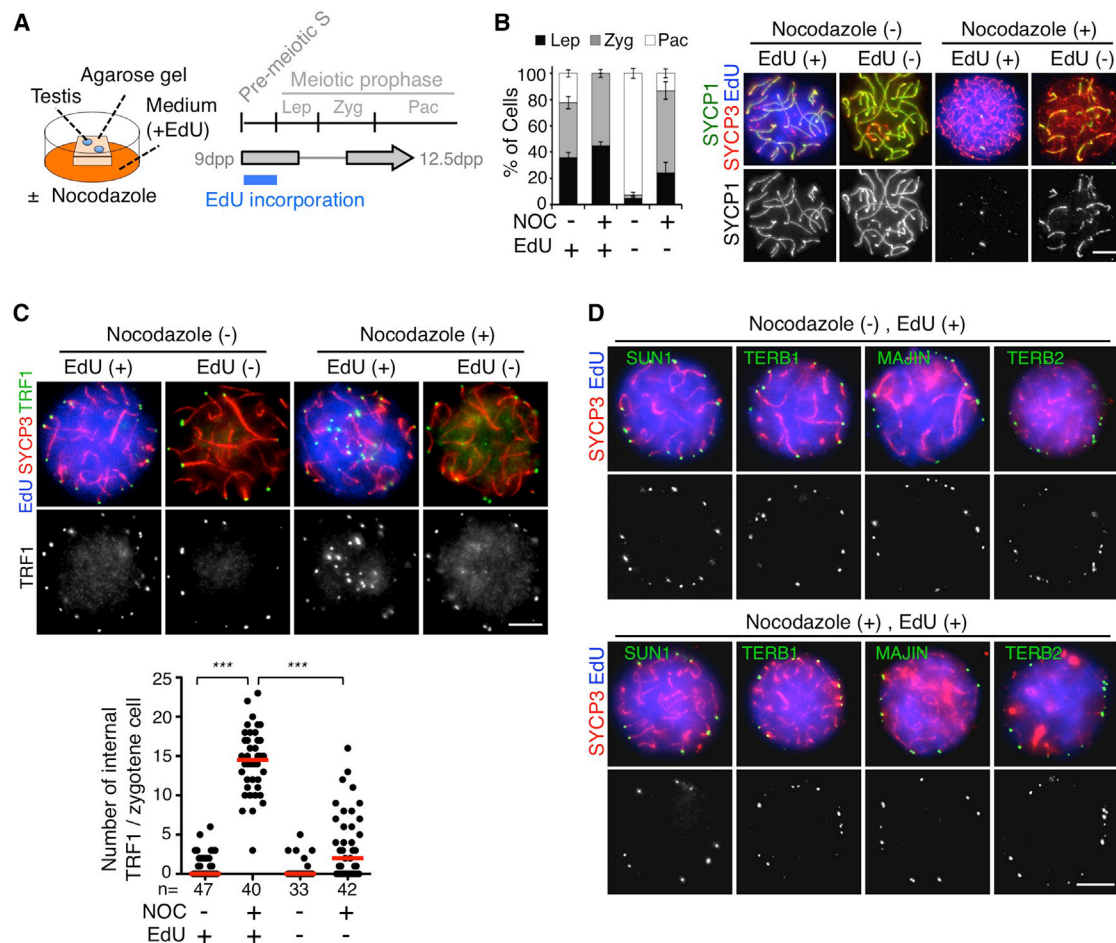 A
Testis
Agarose gel
Medium
(+EdU)
± Nocodazole
Pre-meiotic S
Meiotic prophase
Lep Zyg Pac
9dpp 12.5dpp
EdU incorporation
B
Lep Zyg Pac
% of Cells
100
80
60
40
20
0
NOC - + - +
EdU + + - -
Nocodazole (-) Nocodazole (+)
EdU (+) EdU (-) EdU (+) EdU (-)
SYCP1
SYCP3 EdU
SYCP1
C
Nocodazole (-) Nocodazole (+)
EdU (+) EdU (-) EdU (+) EdU (-)
EdU SYCP3 TRF1
TRF1
Number of internal
TRF1 / zygotene cell
25
20
15
10
5
0
*** ***
n= 47 40 33 42
NOC - + - +
EdU + + - -
D
Nocodazole (-) , EdU (+)
SUN1 TERB1 MAJIN TERB2
SYCP3 EdU
Nocodazole (+) , EdU (+)
SUN1 TERB1 MAJIN TERB2
SYCP3 EdU